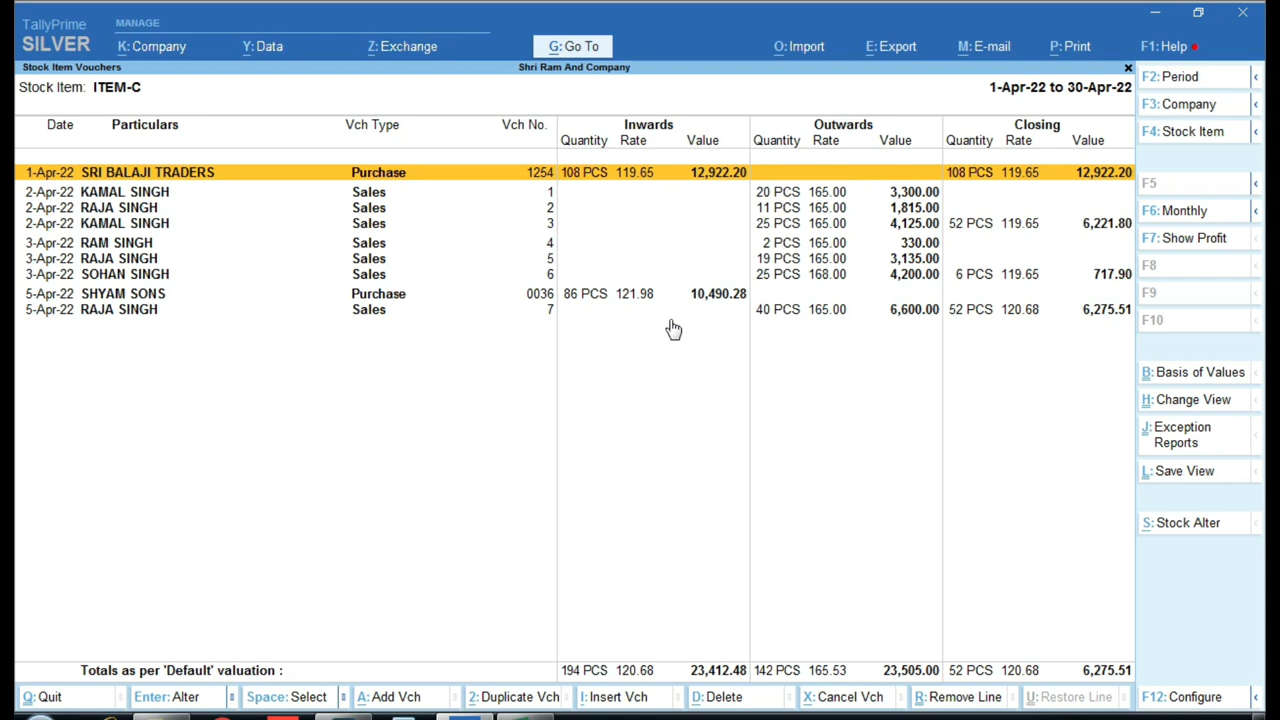 TallyPrime MANAGE
SILVER K: Company Y: Data Z: Exchange G: Go To O: Import E: Export M: E-mail P: Print F1: Help
Stock Item Vouchers Shri Ram And Company
Stock Item: ITEM-C 1-Apr-22 to 30-Apr-22
Date Particulars Vch Type Vch No. Inwards Outwards Closing
Quantity Rate Value Quantity Rate Value Quantity Rate Value
1-Apr-22 SRI BALAJI TRADERS Purchase 1254 108 PCS 119.65 12,922.20 108 PCS 119.65 12,922.20
2-Apr-22 KAMAL SINGH Sales 1 20 PCS 165.00 3,300.00
2-Apr-22 RAJA SINGH Sales 2 11 PCS 165.00 1,815.00
2-Apr-22 KAMAL SINGH Sales 3 25 PCS 165.00 4,125.00 52 PCS 119.65 6,221.80
3-Apr-22 RAM SINGH Sales 4 2 PCS 165.00 330.00
3-Apr-22 RAJA SINGH Sales 5 19 PCS 165.00 3,135.00
3-Apr-22 SOHAN SINGH Sales 6 25 PCS 168.00 4,200.00 6 PCS 119.65 717.90
5-Apr-22 SHYAM SONS Purchase 0036 86 PCS 121.98 10,490.28
5-Apr-22 RAJA SINGH Sales 7 40 PCS 165.00 6,600.00 52 PCS 120.68 6,275.51
Totals as per 'Default' valuation : 194 PCS 120.68 23,412.48 142 PCS 165.53 23,505.00 52 PCS 120.68 6,275.51
Q: Quit Enter: Alter Space: Select A: Add Vch 2: Duplicate Vch I: Insert Vch D: Delete X: Cancel Vch R: Remove Line U: Restore Line F12: Configure
F2: Period
F3: Company
F4: Stock Item
F5
F6: Monthly
F7: Show Profit
F8
F9
F10
B: Basis of Values
H: Change View
J: Exception
Reports
L: Save View
S: Stock Alter